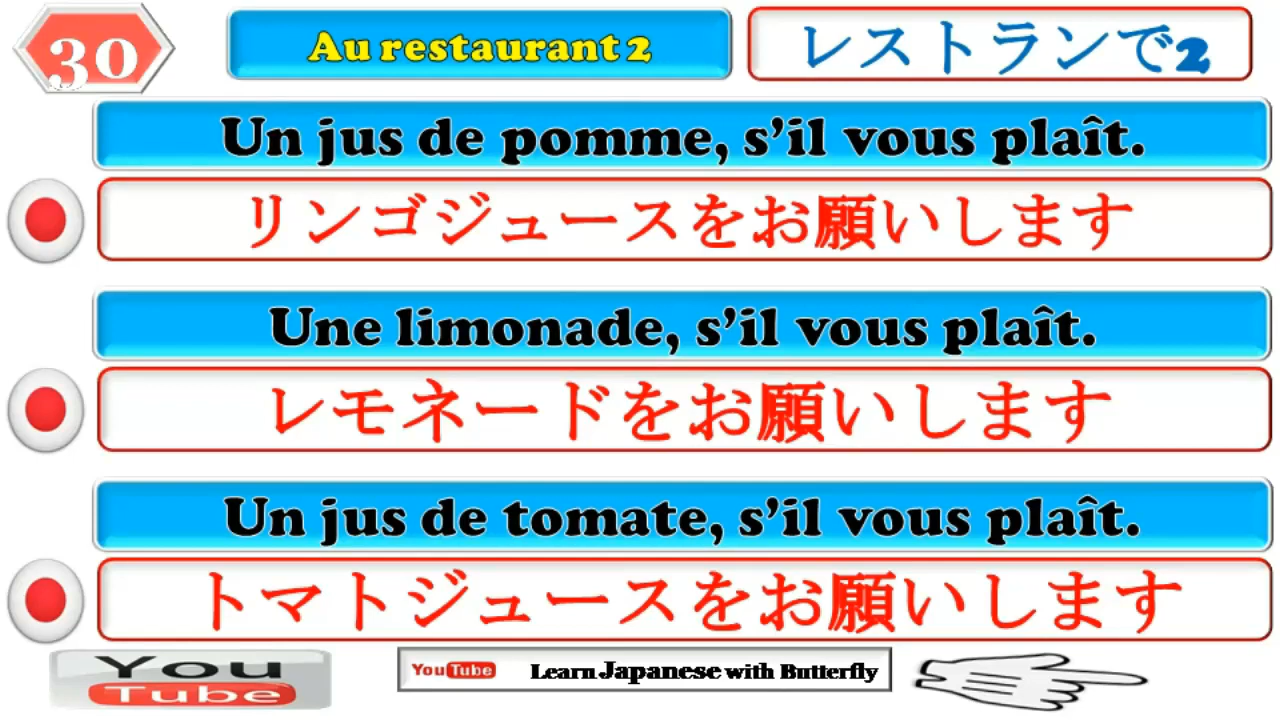 30
Au restaurant 2
レストランで2
Un jus de pomme, s’il vous plaît.
リンゴジュースをお願いします
Une limonade, s’il vous plaît.
レモネードをお願いします
Un jus de tomate, s’il vous plaît.
トマトジュースをお願いします
You
Tube
YouTube Learn Japanese with Butterfly